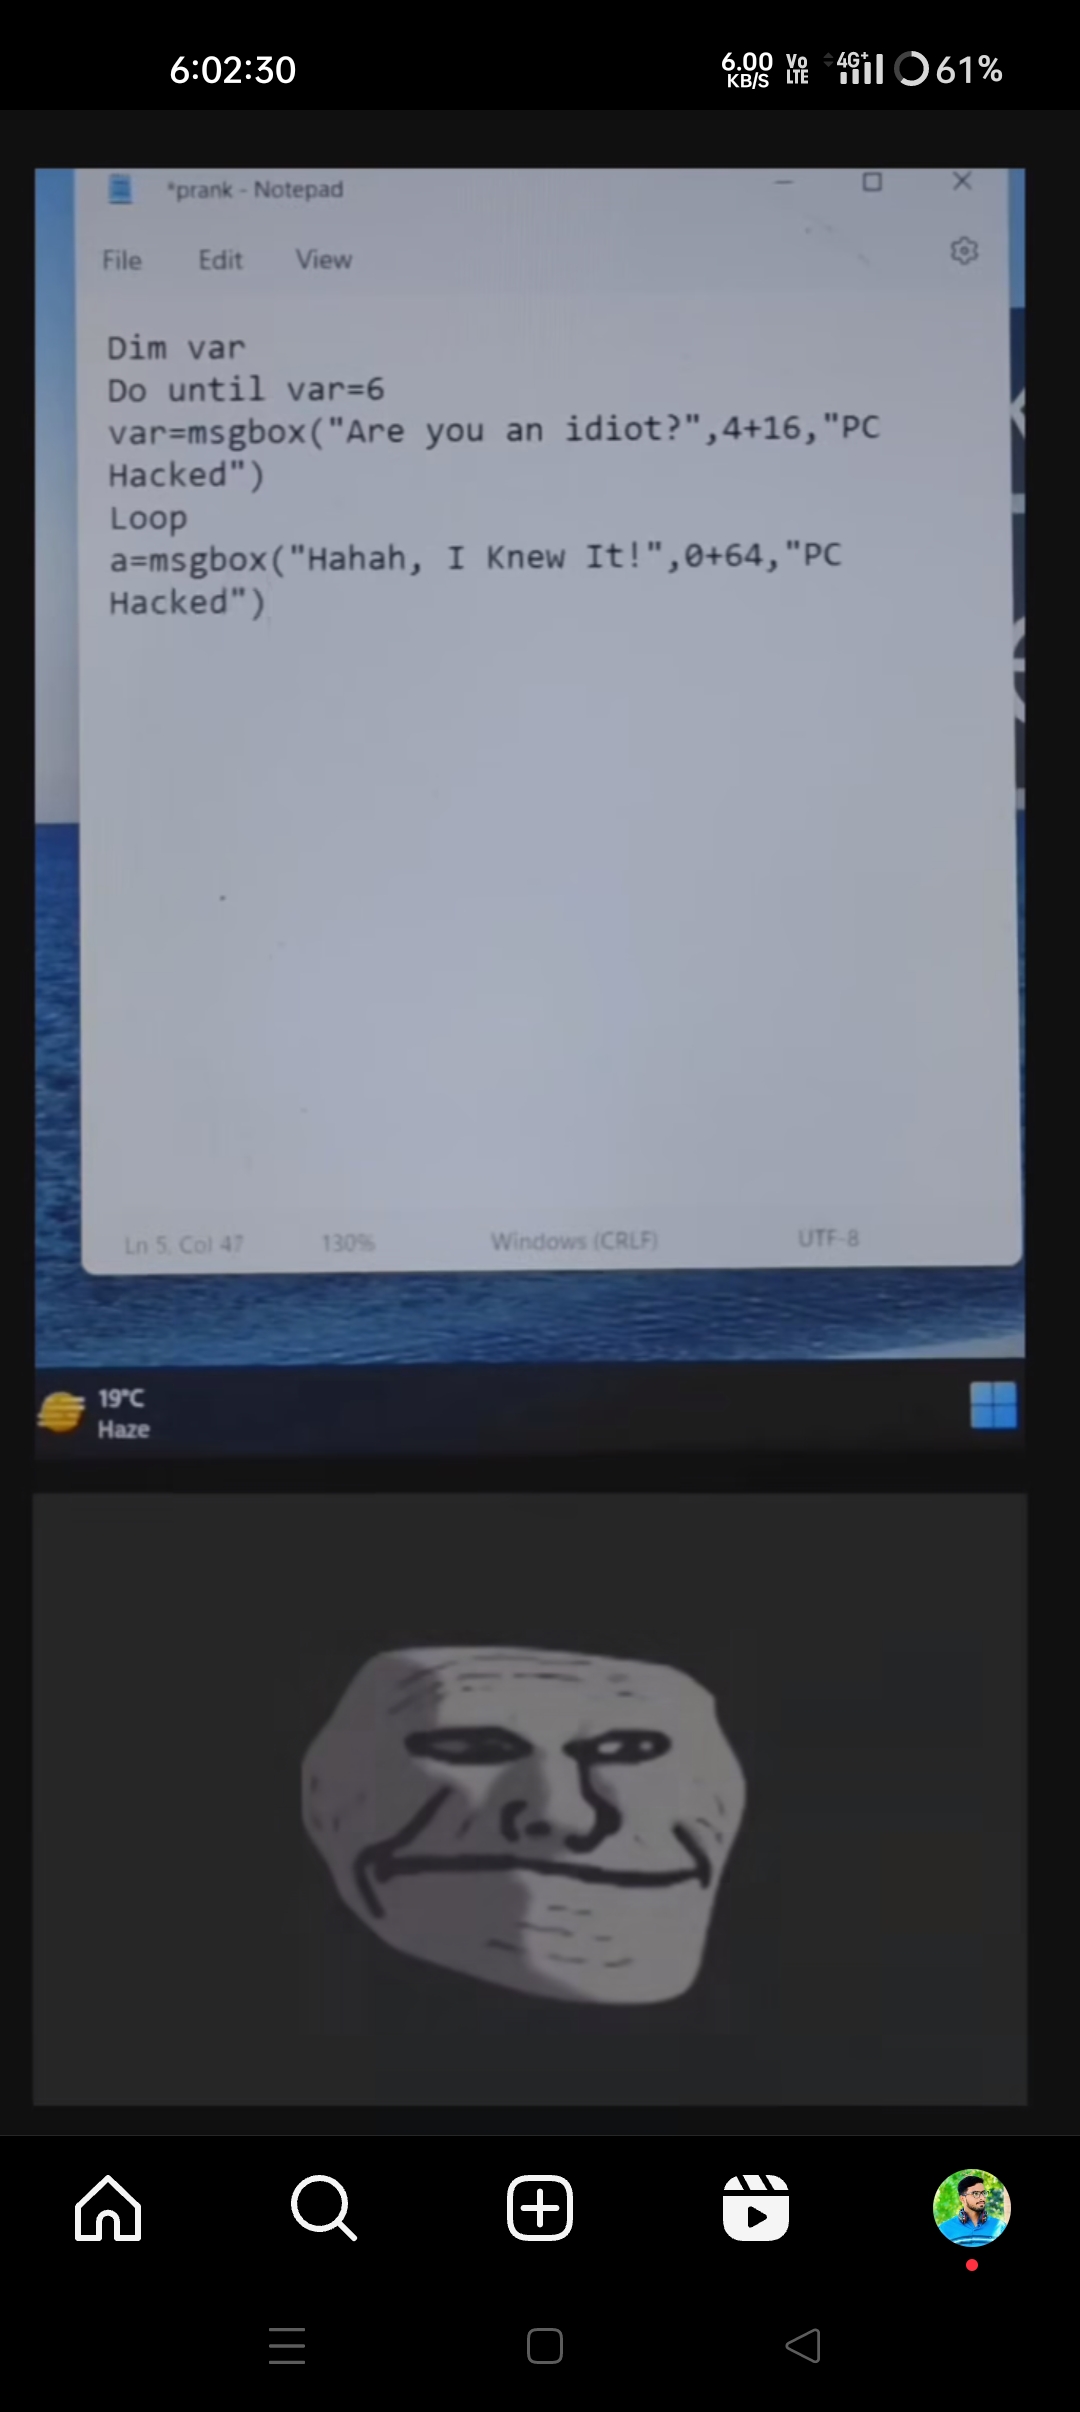 6:02:30
6.00 KB/S Vo LTE 4G+ 61%
*prank - Notepad
File Edit View
Dim var
Do until var=6
var=msgbox("Are you an idiot?",4+16,"PC
Hacked")
Loop
a=msgbox("Hahah, I Knew It!",0+64,"PC
Hacked")
Ln 5, Col 47 130% Windows (CRLF) UTF-8
19°C
Haze